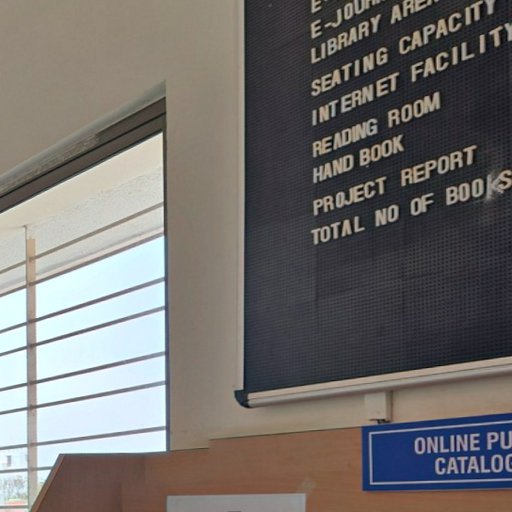 E-JOUR
LIBRARY AREA
SEATING CAPACITY
INTERNET FACILITY
READING ROOM
HAND BOOK
PROJECT REPORT
TOTAL NO OF BOOKS
ONLINE PU
CATALOG